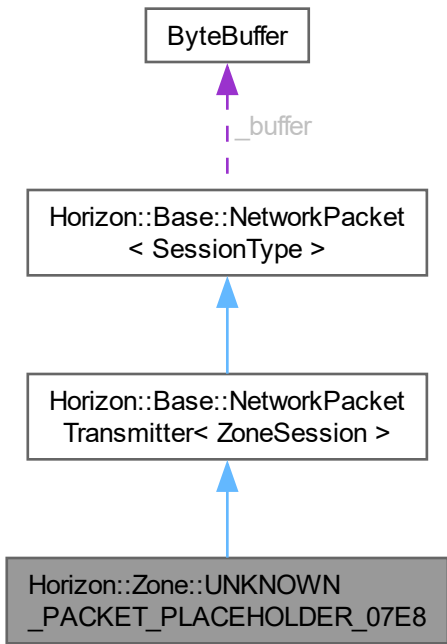 ByteBuffer
_buffer
Horizon::Base::NetworkPacket
< SessionType >
Horizon::Base::NetworkPacket
Transmitter< ZoneSession >
Horizon::Zone::UNKNOWN
_PACKET_PLACEHOLDER_07E8